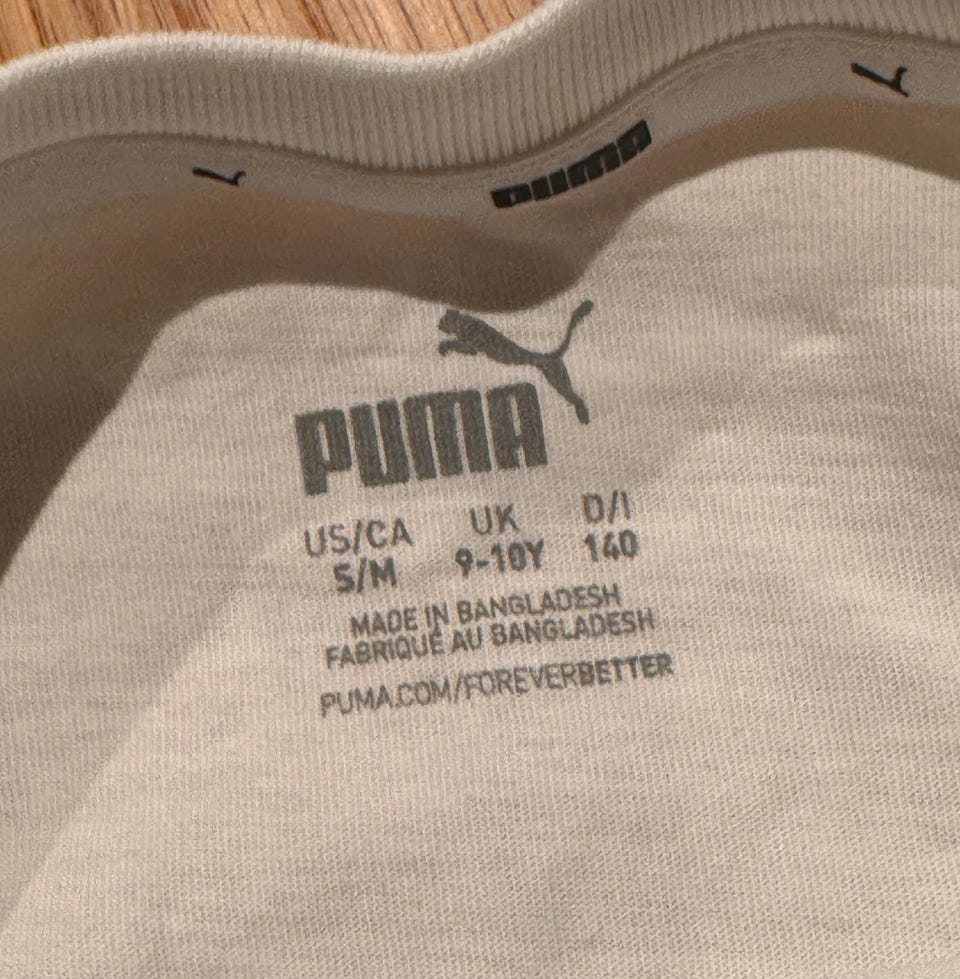 PUMA
PUMA
US/CA UK D/I
S/M 9-10Y 140
MADE IN BANGLADESH
FABRIQUÉ AU BANGLADESH
PUMA.COM/FOREVERBETTER